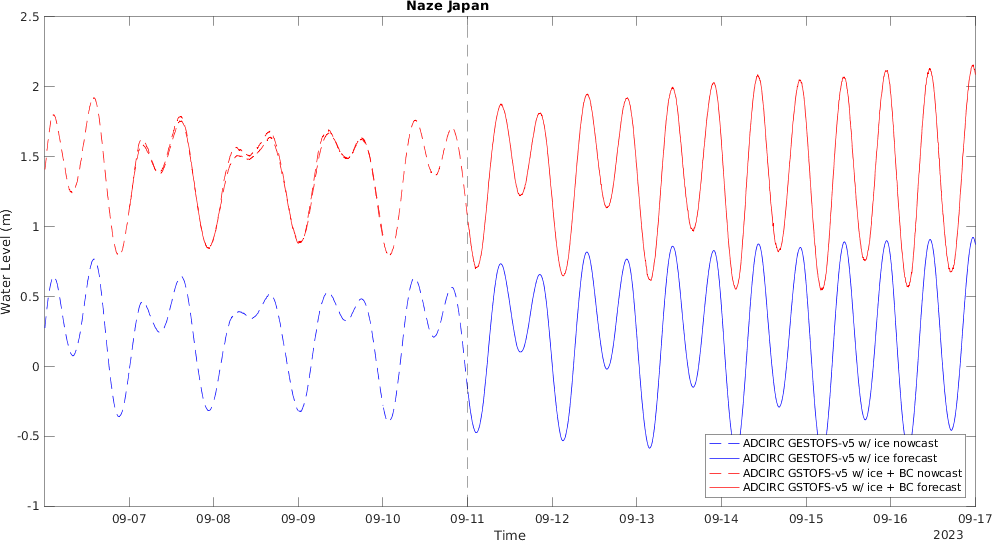 Naze Japan
2.5
2
1.5
1
0.5
0
-0.5
-1
Water Level (m)
ADCIRC GESTOFS-v5 w/ ice nowcast
ADCIRC GESTOFS-v5 w/ ice forecast
ADCIRC GSTOFS-v5 w/ ice + BC nowcast
ADCIRC GSTOFS-v5 w/ ice + BC forecast
09-07 09-08 09-09 09-10 09-11 09-12 09-13 09-14 09-15 09-16 09-17
Time
2023